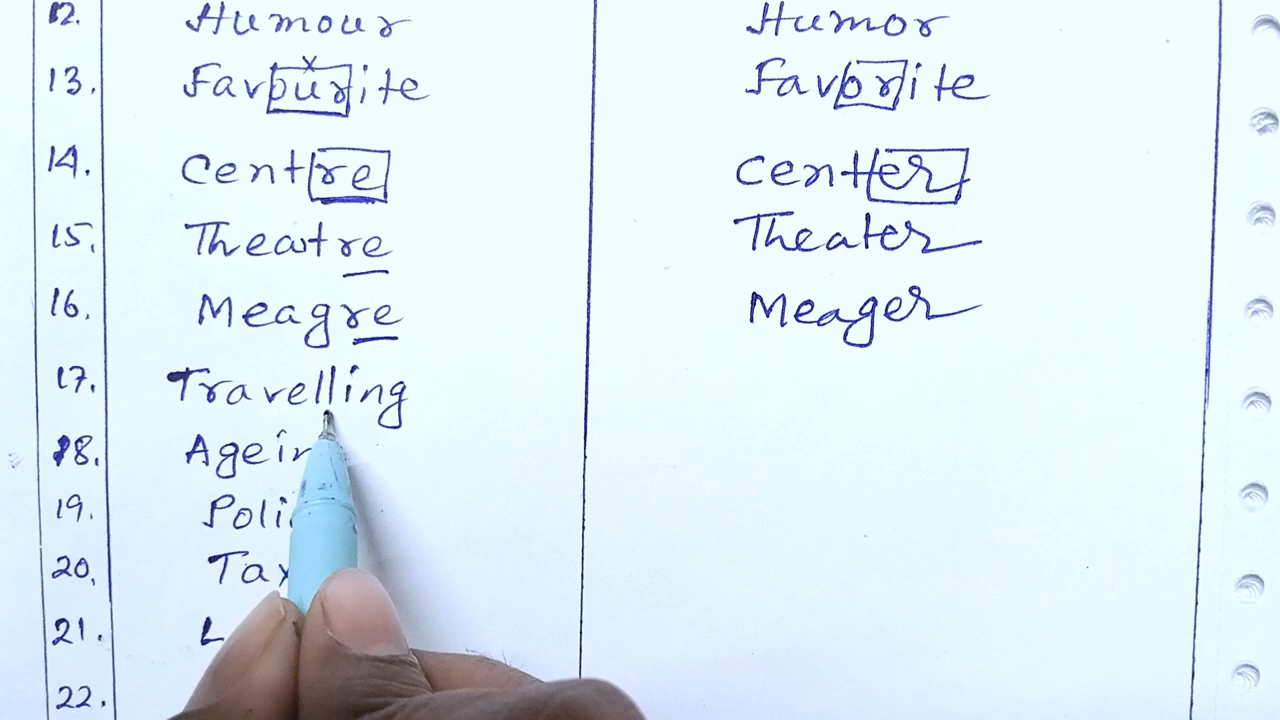 12. Humour Humor
13. Favourite Favorite
14. Centre Center
15. Theatre Theater
16. Meagre Meager
17. Travelling
18. Agein
19. Poli
20. Tax
21. L
22.